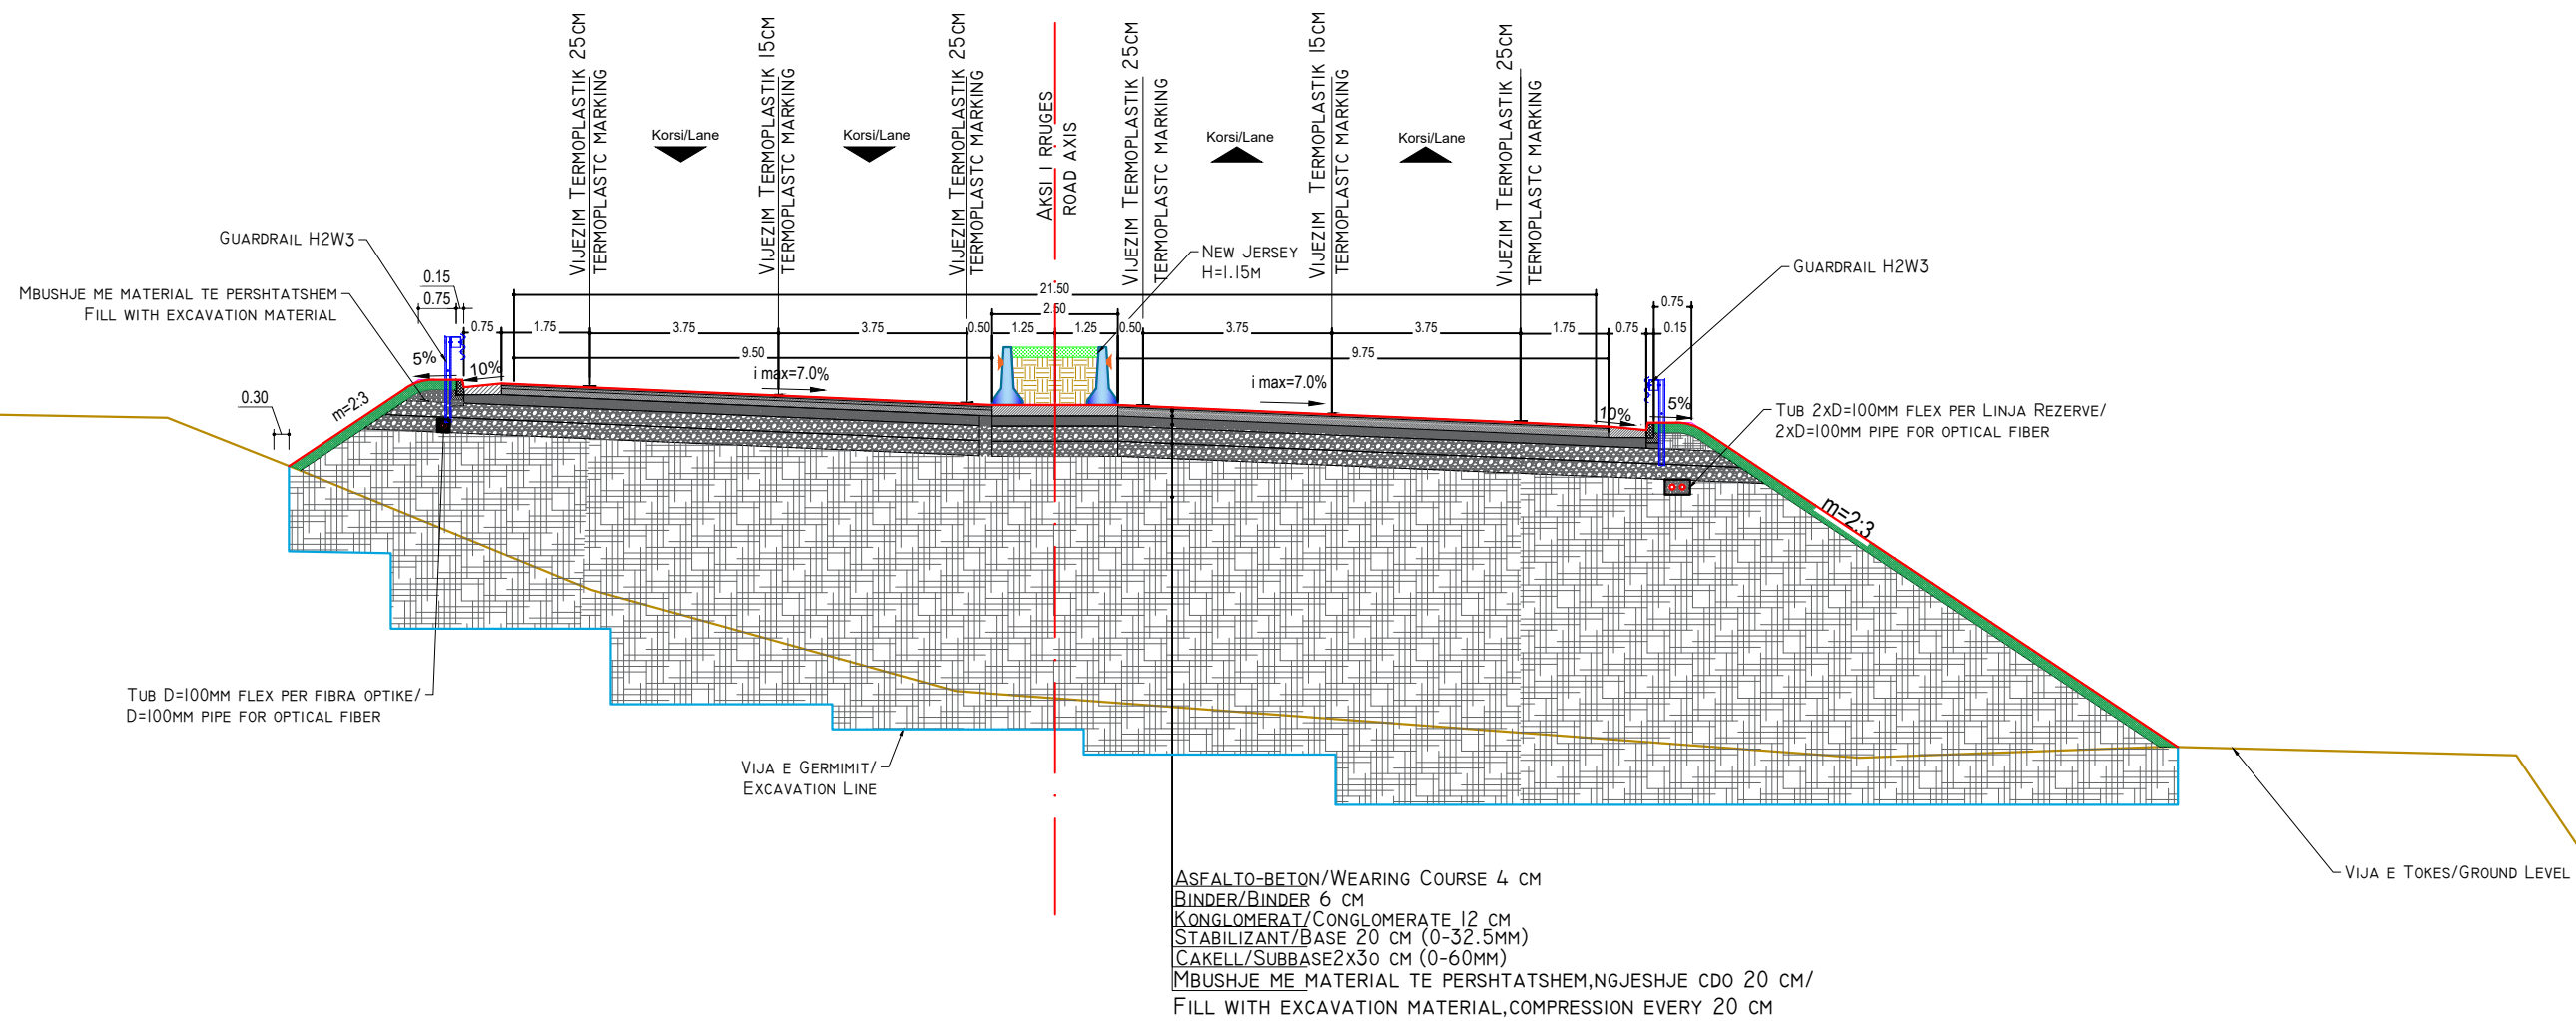 VIJEZIM TERMOPLASTIK 25CM
TERMOPLASTC MARKING
VIJEZIM TERMOPLASTIK 15CM
TERMOPLASTC MARKING
VIJEZIM TERMOPLASTIK 25CM
TERMOPLASTC MARKING
AKSI I RRUGES
ROAD AXIS
VIJEZIM TERMOPLASTIK 25CM
TERMOPLASTC MARKING
VIJEZIM TERMOPLASTIK 15CM
TERMOPLASTC MARKING
VIJEZIM TERMOPLASTIK 25CM
TERMOPLASTC MARKING
Korsi/Lane
Korsi/Lane
Korsi/Lane
Korsi/Lane
GUARDRAIL H2W3
NEW JERSEY
H=1.15M
GUARDRAIL H2W3
0.15
MBUSHJE ME MATERIAL TE PERSHTATSHEM
FILL WITH EXCAVATION MATERIAL
0.75
21.50
0.75
2.50
0.75
1.75
3.75
3.75
0.50
1.25
1.25
0.50
3.75
3.75
1.75
0.75
0.15
5%
10%
9.50
9.75
i max=7.0%
i max=7.0%
0.30
m=2:3
10%
5%
TUB 2XD=100MM FLEX PER LINJA REZERVE/
2XD=100MM PIPE FOR OPTICAL FIBER
m=2:3
TUB D=100MM FLEX PER FIBRA OPTIKE/
D=100MM PIPE FOR OPTICAL FIBER
VIJA E GERMIMIT/
EXCAVATION LINE
VIJA E TOKES/GROUND LEVEL
ASFALTO-BETON/WEARING COURSE 4 CM
BINDER/BINDER 6 CM
KONGLOMERAT/CONGLOMERATE 12 CM
STABILIZANT/BASE 20 CM (0-32.5MM)
CAKELL/SUBBASE2X30 CM (0-60MM)
MBUSHJE ME MATERIAL TE PERSHTATSHEM,NGJESHJE CDO 20 CM/
FILL WITH EXCAVATION MATERIAL,COMPRESSION EVERY 20 CM